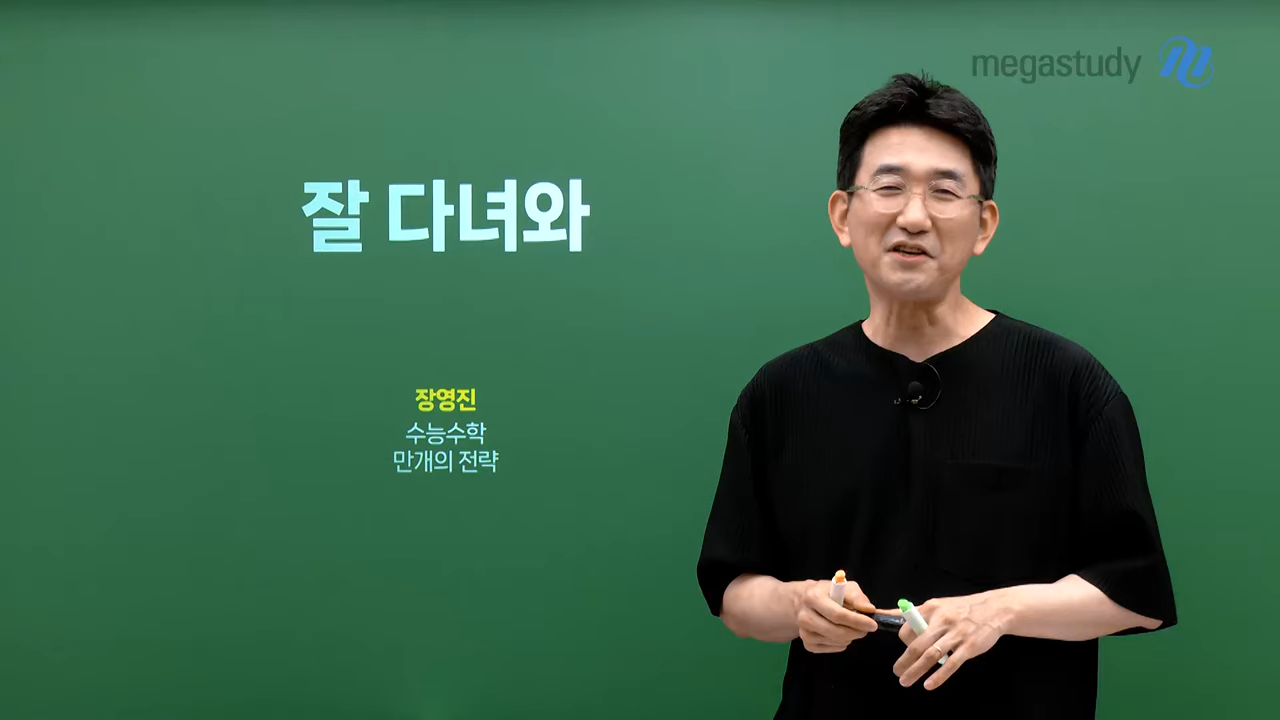 megastudy
잘 다녀와
장영진
수능수학
만개의 전략